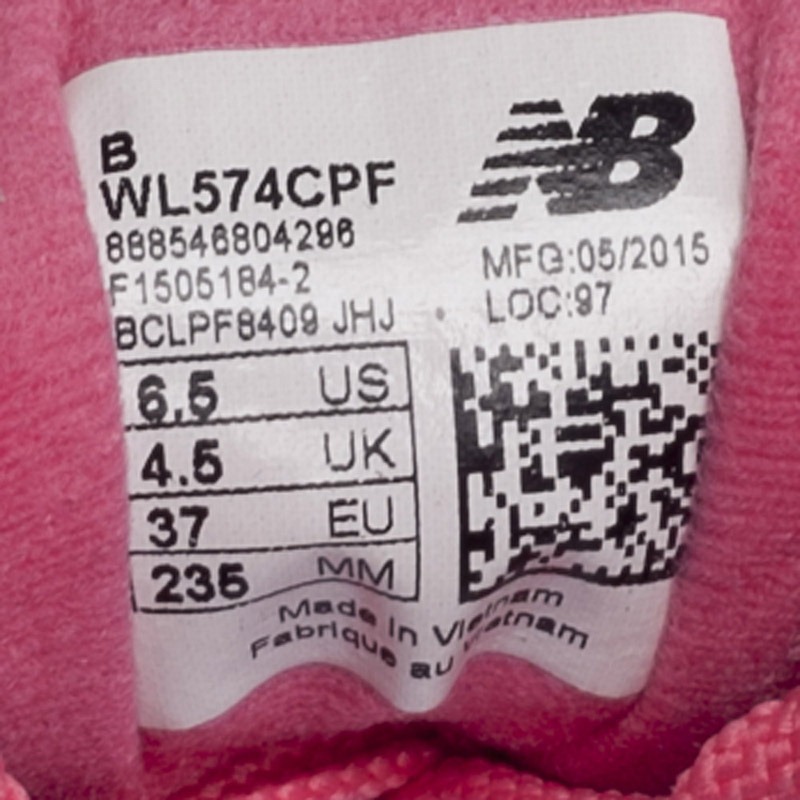 B
WL574CPF
888546804286
F1505184-2
BCLPF8409 JHJ
NB
MFG:05/2015
LOC:97
6.5 US
4.5 UK
37 EU
235 MM
Made in Vietnam
Fabrique au Vietnam